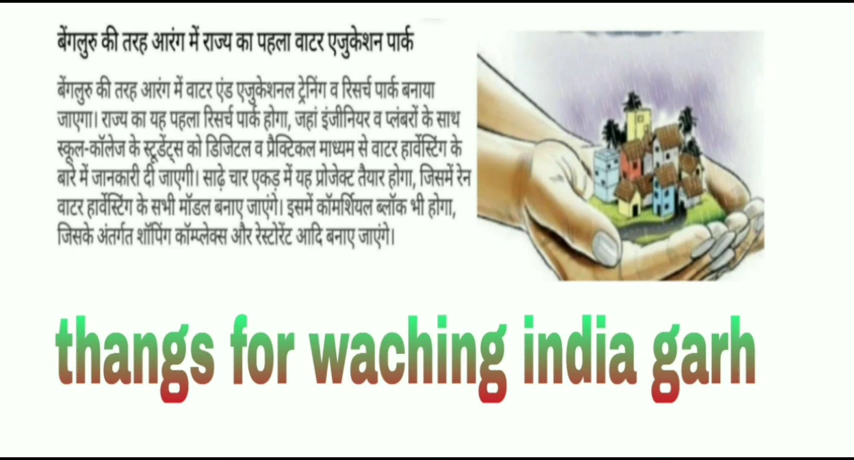 बेंगलुरु की तरह आरंग में राज्य का पहला वाटर एजुकेशन पार्क
बेंगलुरु की तरह आरंग में वाटर एंड एजुकेशनल ट्रेनिंग व रिसर्च पार्क बनाया
जाएगा। राज्य का यह पहला रिसर्च पार्क होगा, जहां इंजीनियर व प्लंबरों के साथ
स्कूल-कॉलेज के स्टूडेंट्स को डिजिटल व प्रैक्टिकल माध्यम से वाटर हार्वेस्टिंग के
बारे में जानकारी दी जाएगी। साढ़े चार एकड़ में यह प्रोजेक्ट तैयार होगा, जिसमें रेन
वाटर हार्वेस्टिंग के सभी मॉडल बनाए जाएंगे। इसमें कॉमर्शियल ब्लॉक भी होगा,
जिसके अंतर्गत शॉपिंग कॉम्प्लेक्स और रेस्टोरेंट आदि बनाए जाएंगे।
thangs for waching india garh